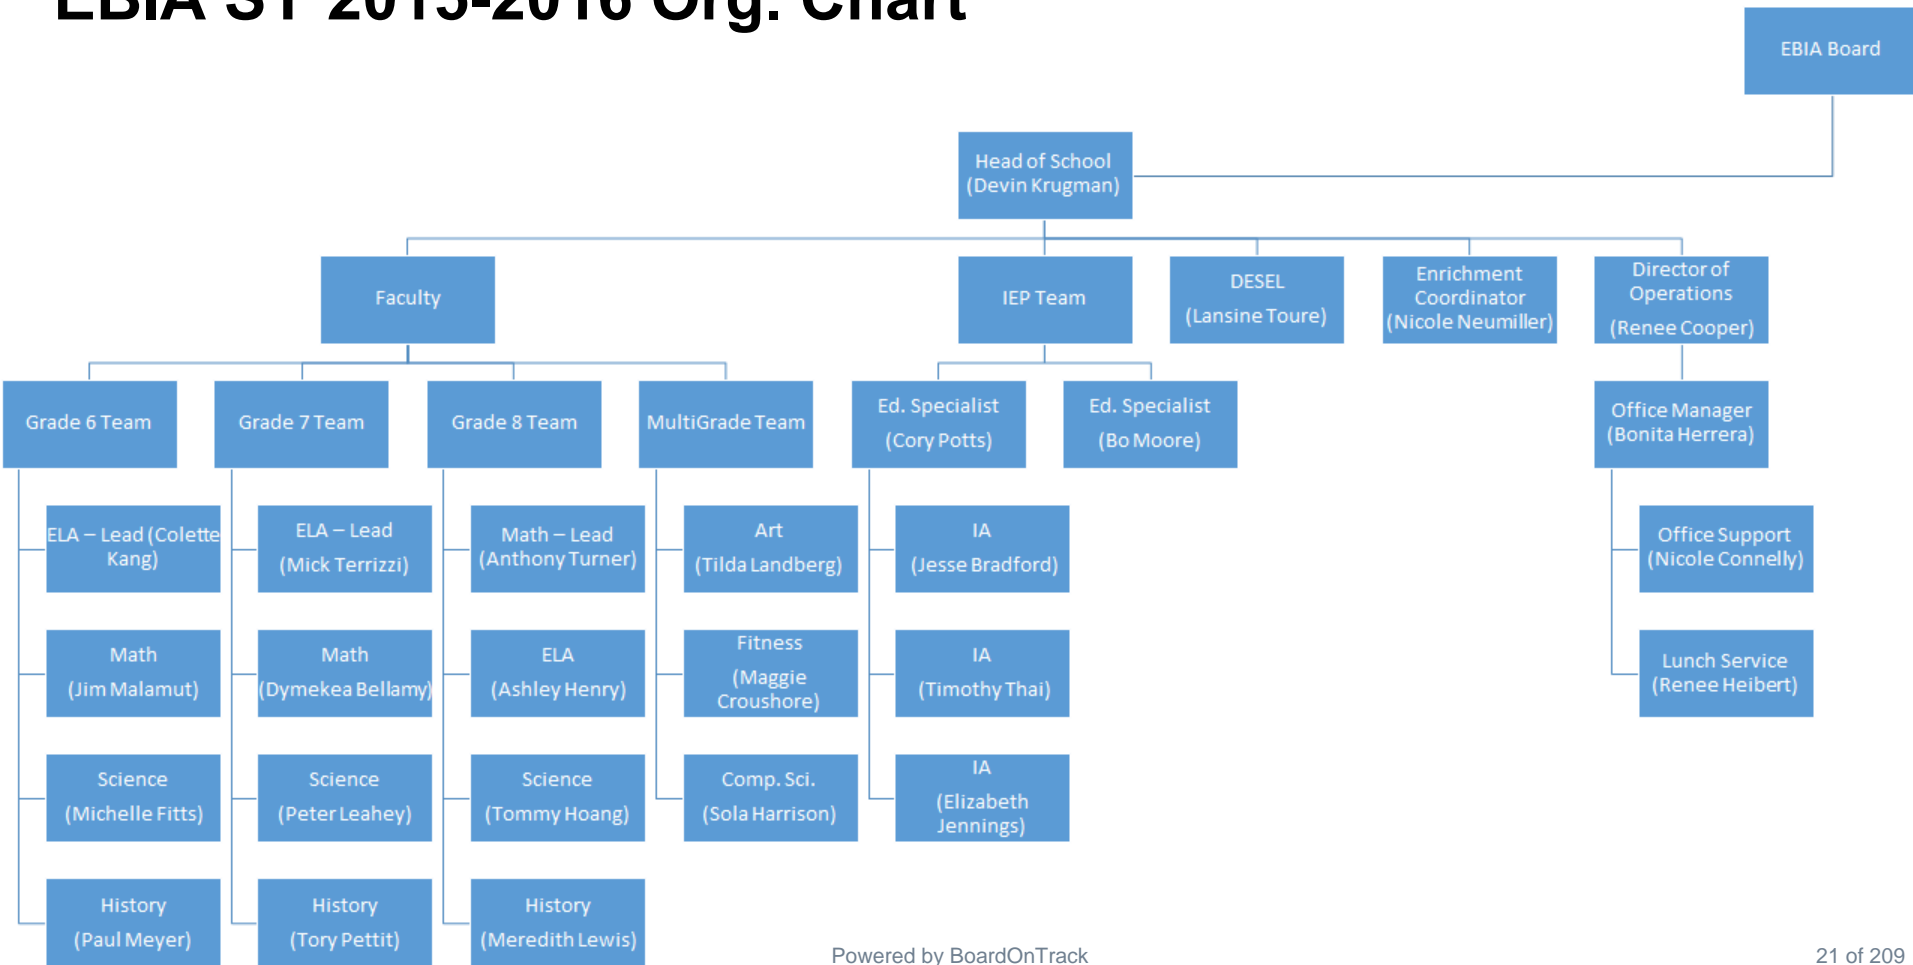 EBIA ST 2015-2016 Org. Chart
EBIA Board
Head of School
(Devin Krugman)
Faculty
IEP Team
DESEL
(Lansine Toure)
Enrichment
Coordinator
(Nicole Neumiller)
Director of
Operations
(Renee Cooper)
Grade 6 Team
Grade 7 Team
Grade 8 Team
MultiGrade Team
Ed. Specialist
(Cory Potts)
Ed. Specialist
(Bo Moore)
Office Manager
(Bonita Herrera)
ELA – Lead (Colette
Kang)
ELA – Lead
(Mick Terrizzi)
Math – Lead
(Anthony Turner)
Art
(Tilda Landberg)
IA
(Jesse Bradford)
Office Support
(Nicole Connelly)
Math
(Jim Malamut)
Math
(Dymekea Bellamy)
ELA
(Ashley Henry)
Fitness
(Maggie
Croushore)
IA
(Timothy Thai)
Lunch Service
(Renee Heibert)
Science
(Michelle Fitts)
Science
(Peter Leahey)
Science
(Tommy Hoang)
Comp. Sci.
(Sola Harrison)
IA
(Elizabeth
Jennings)
History
(Paul Meyer)
History
(Tory Pettit)
History
(Meredith Lewis)
Powered by BoardOnTrack
21 of 209